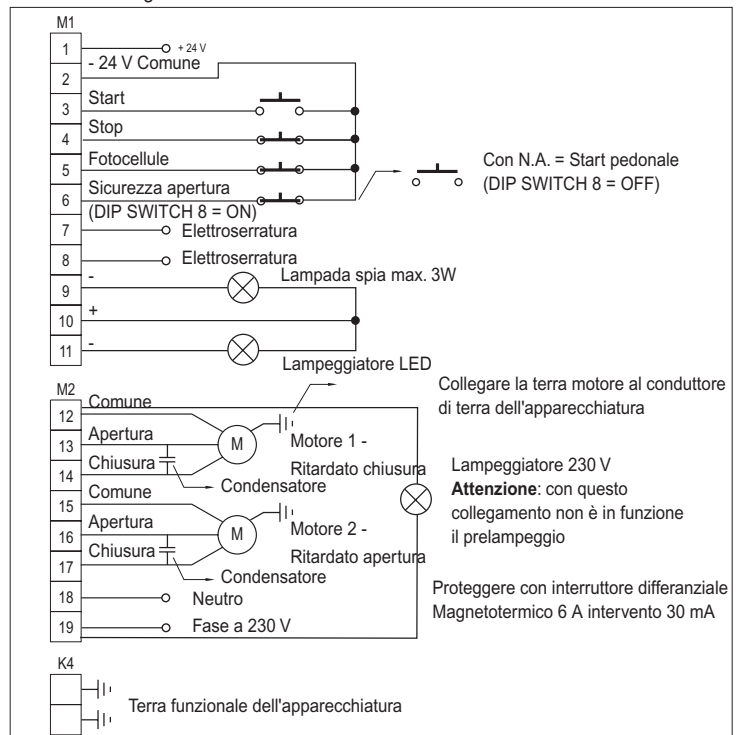 M1
1
+ 24 V
- 24 V Comune
2
Start
3
Stop
4
Fotocellule
5
Con N.A. = Start pedonale
(DIP SWITCH 8 = OFF)
Sicurezza apertura
6
(DIP SWITCH 8 = ON)
7
Elettroserratura
8
Elettroserratura
-
Lampada spia max. 3W
9
+
10
-
11
Lampeggiatore LED
M2
Comune
12
Collegare la terra motore al conduttore
di terra dell'apparecchiatura
Apertura
13
M
Motore 1 -
Ritardato chiusura
Chiusura
14
Condensatore
Comune
15
Lampeggiatore 230 V
Attenzione: con questo
collegamento non è in funzione
il prelampeggio
Apertura
16
M
Motore 2 -
Ritardato apertura
Chiusura
17
Condensatore
18
Neutro
19
Fase a 230 V
Proteggere con interruttore differanziale
Magnetotermico 6 A intervento 30 mA
K4
Terra funzionale dell'apparecchiatura